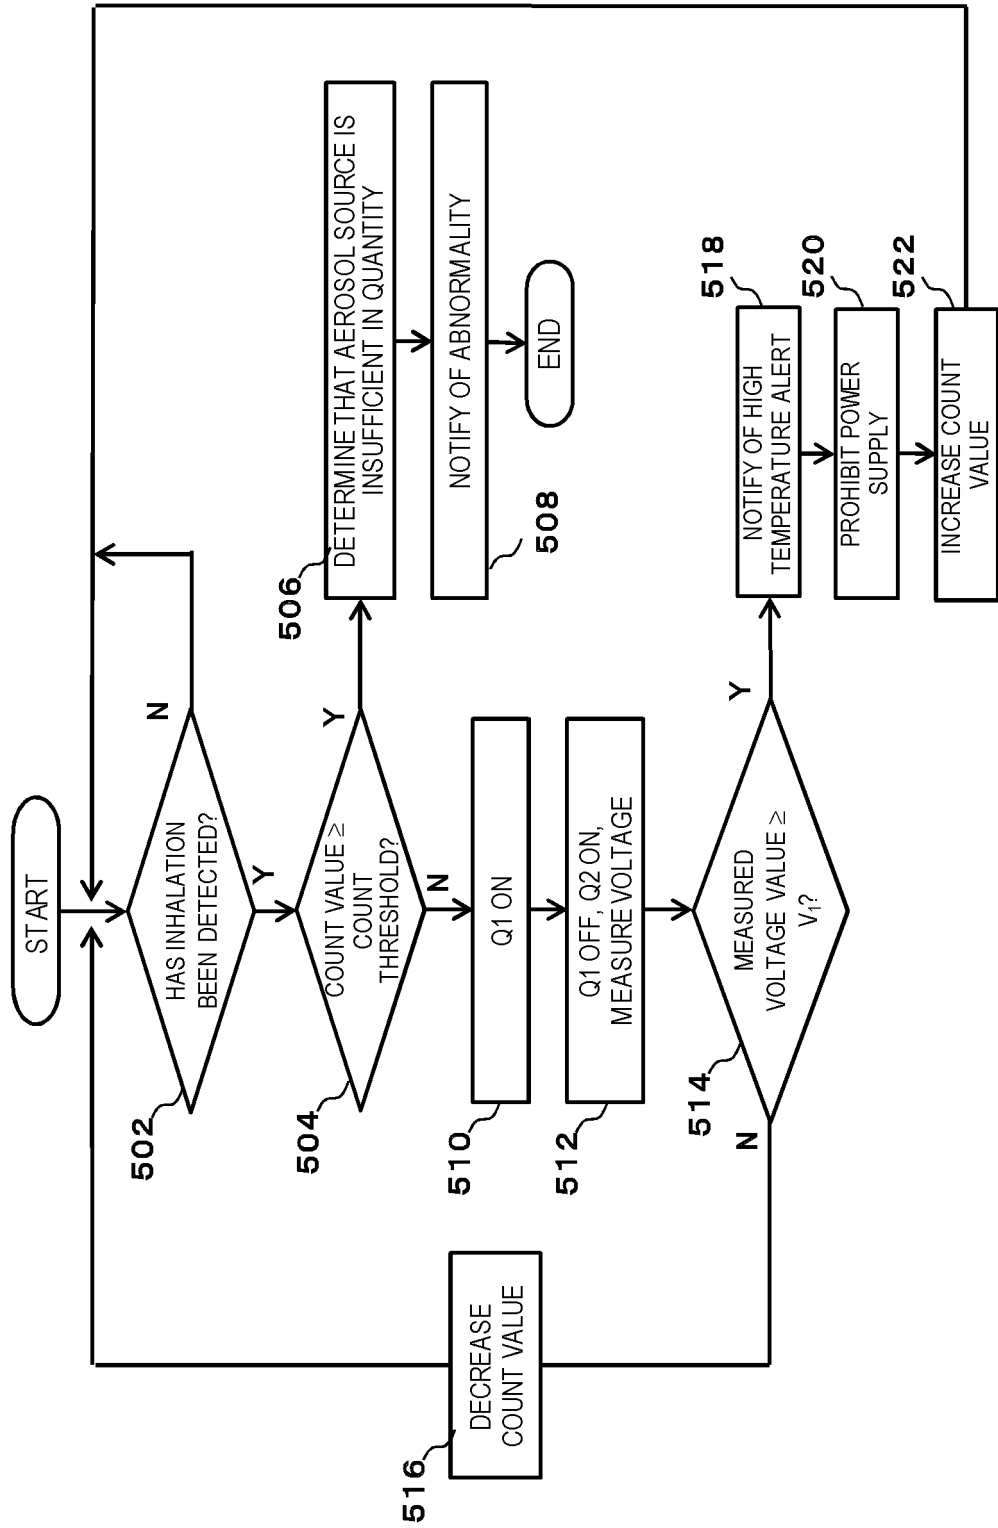 START
502
HAS INHALATION
BEEN DETECTED?
N
Y
504
COUNT VALUE ≥
COUNT
THRESHOLD?
Y
N
506
DETERMINE THAT AEROSOL SOURCE IS
INSUFFICIENT IN QUANTITY
508
NOTIFY OF ABNORMALITY
END
510
Q1 ON
512
Q1 OFF, Q2 ON,
MEASURE VOLTAGE
514
MEASURED
VOLTAGE VALUE ≥
V1?
N
Y
516
DECREASE
COUNT VALUE
518
NOTIFY OF HIGH
TEMPERATURE ALERT
520
PROHIBIT POWER
SUPPLY
522
INCREASE COUNT
VALUE